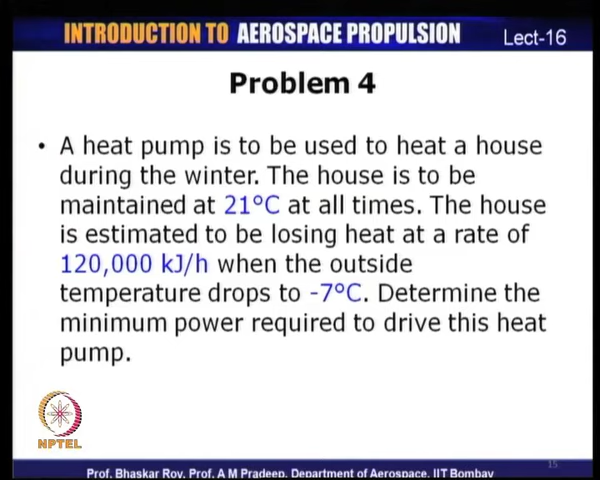 INTRODUCTION TO AEROSPACE PROPULSION Lect-16
Problem 4
• A heat pump is to be used to heat a house
during the winter. The house is to be
maintained at 21°C at all times. The house
is estimated to be losing heat at a rate of
120,000 kJ/h when the outside
temperature drops to -7°C. Determine the
minimum power required to drive this heat
pump.
NPTEL
15
Prof. Bhaskar Roy, Prof. A M Pradeep, Department of Aerospace, IIT Bombay